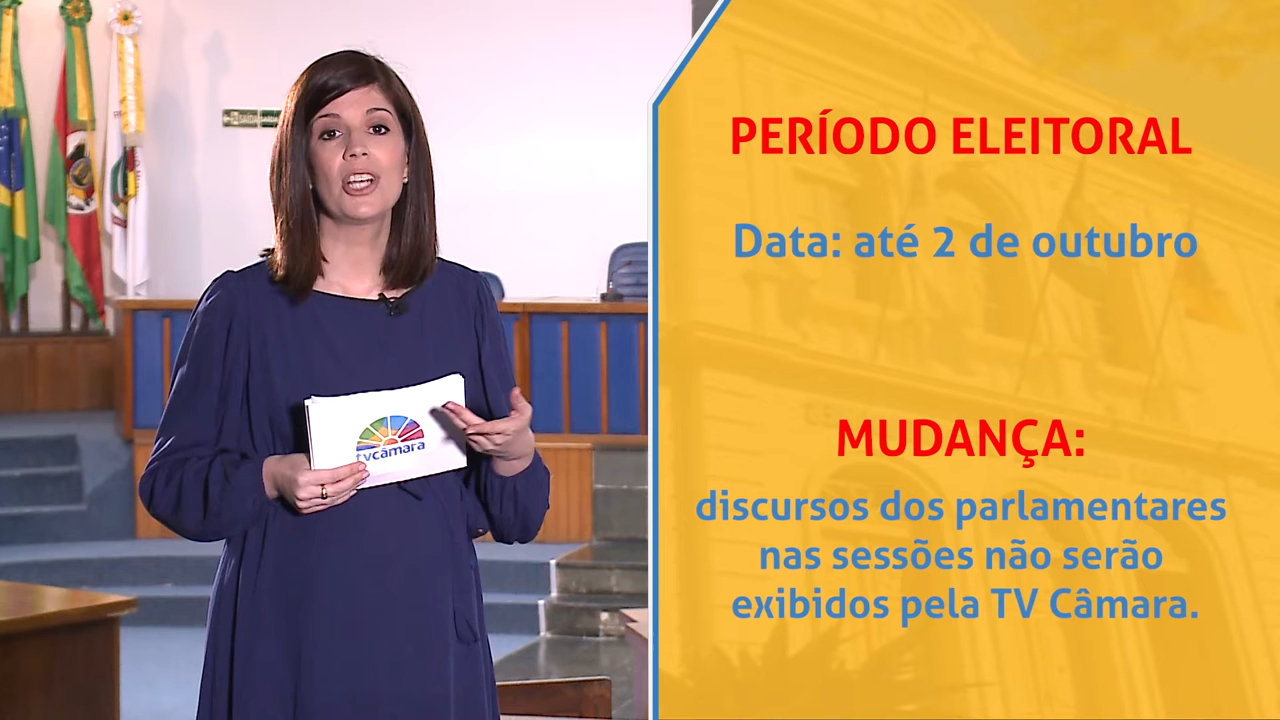 SAÍDA
PERÍODO ELEITORAL
Data: até 2 de outubro
tvcâmara
MUDANÇA:
discursos dos parlamentares
nas sessões não serão
exibidos pela TV Câmara.